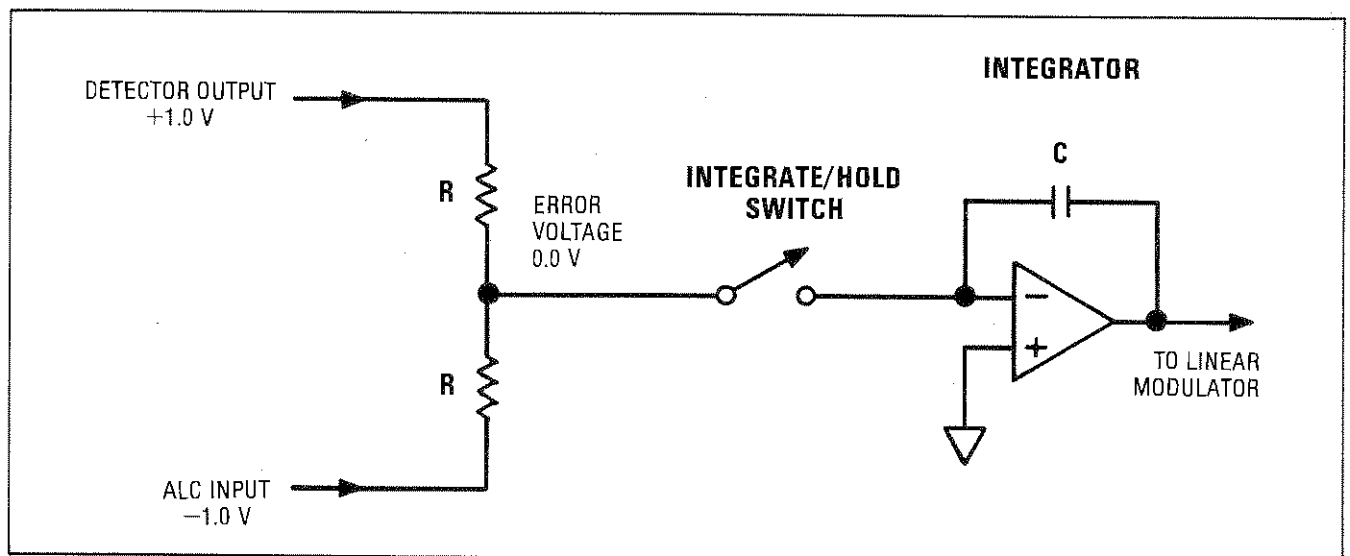 INTEGRATOR
DETECTOR OUTPUT
+1.0 V
C
R
INTEGRATE/HOLD
SWITCH
ERROR
VOLTAGE
0.0 V
−
+
R
TO LINEAR
MODULATOR
ALC INPUT
−1.0 V